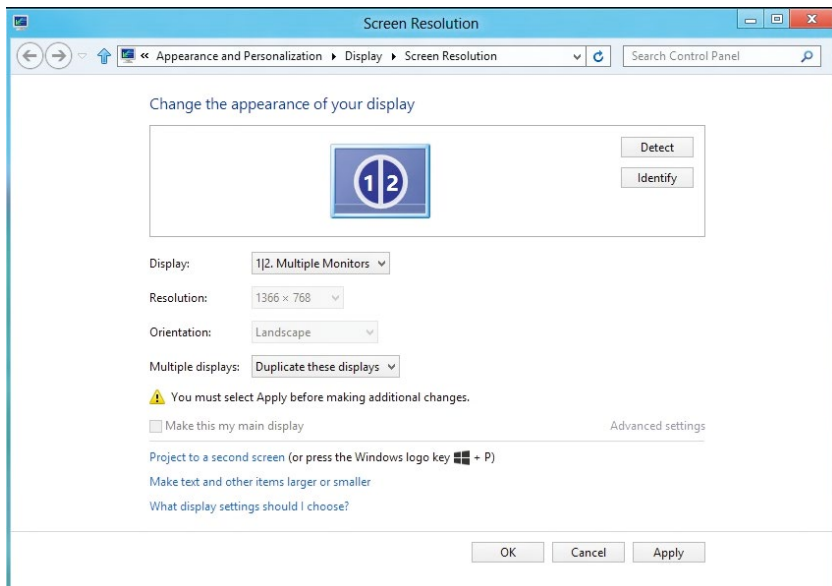 Screen Resolution
« Appearance and Personalization Display Screen Resolution Search Control Panel
Change the appearance of your display
1 2
Detect
Identify
Display: 1|2. Multiple Monitors
Resolution: 1366 × 768
Orientation: Landscape
Multiple displays: Duplicate these displays
You must select Apply before making additional changes.
Make this my main display Advanced settings
Project to a second screen (or press the Windows logo key + P)
Make text and other items larger or smaller
What display settings should I choose?
OK Cancel Apply